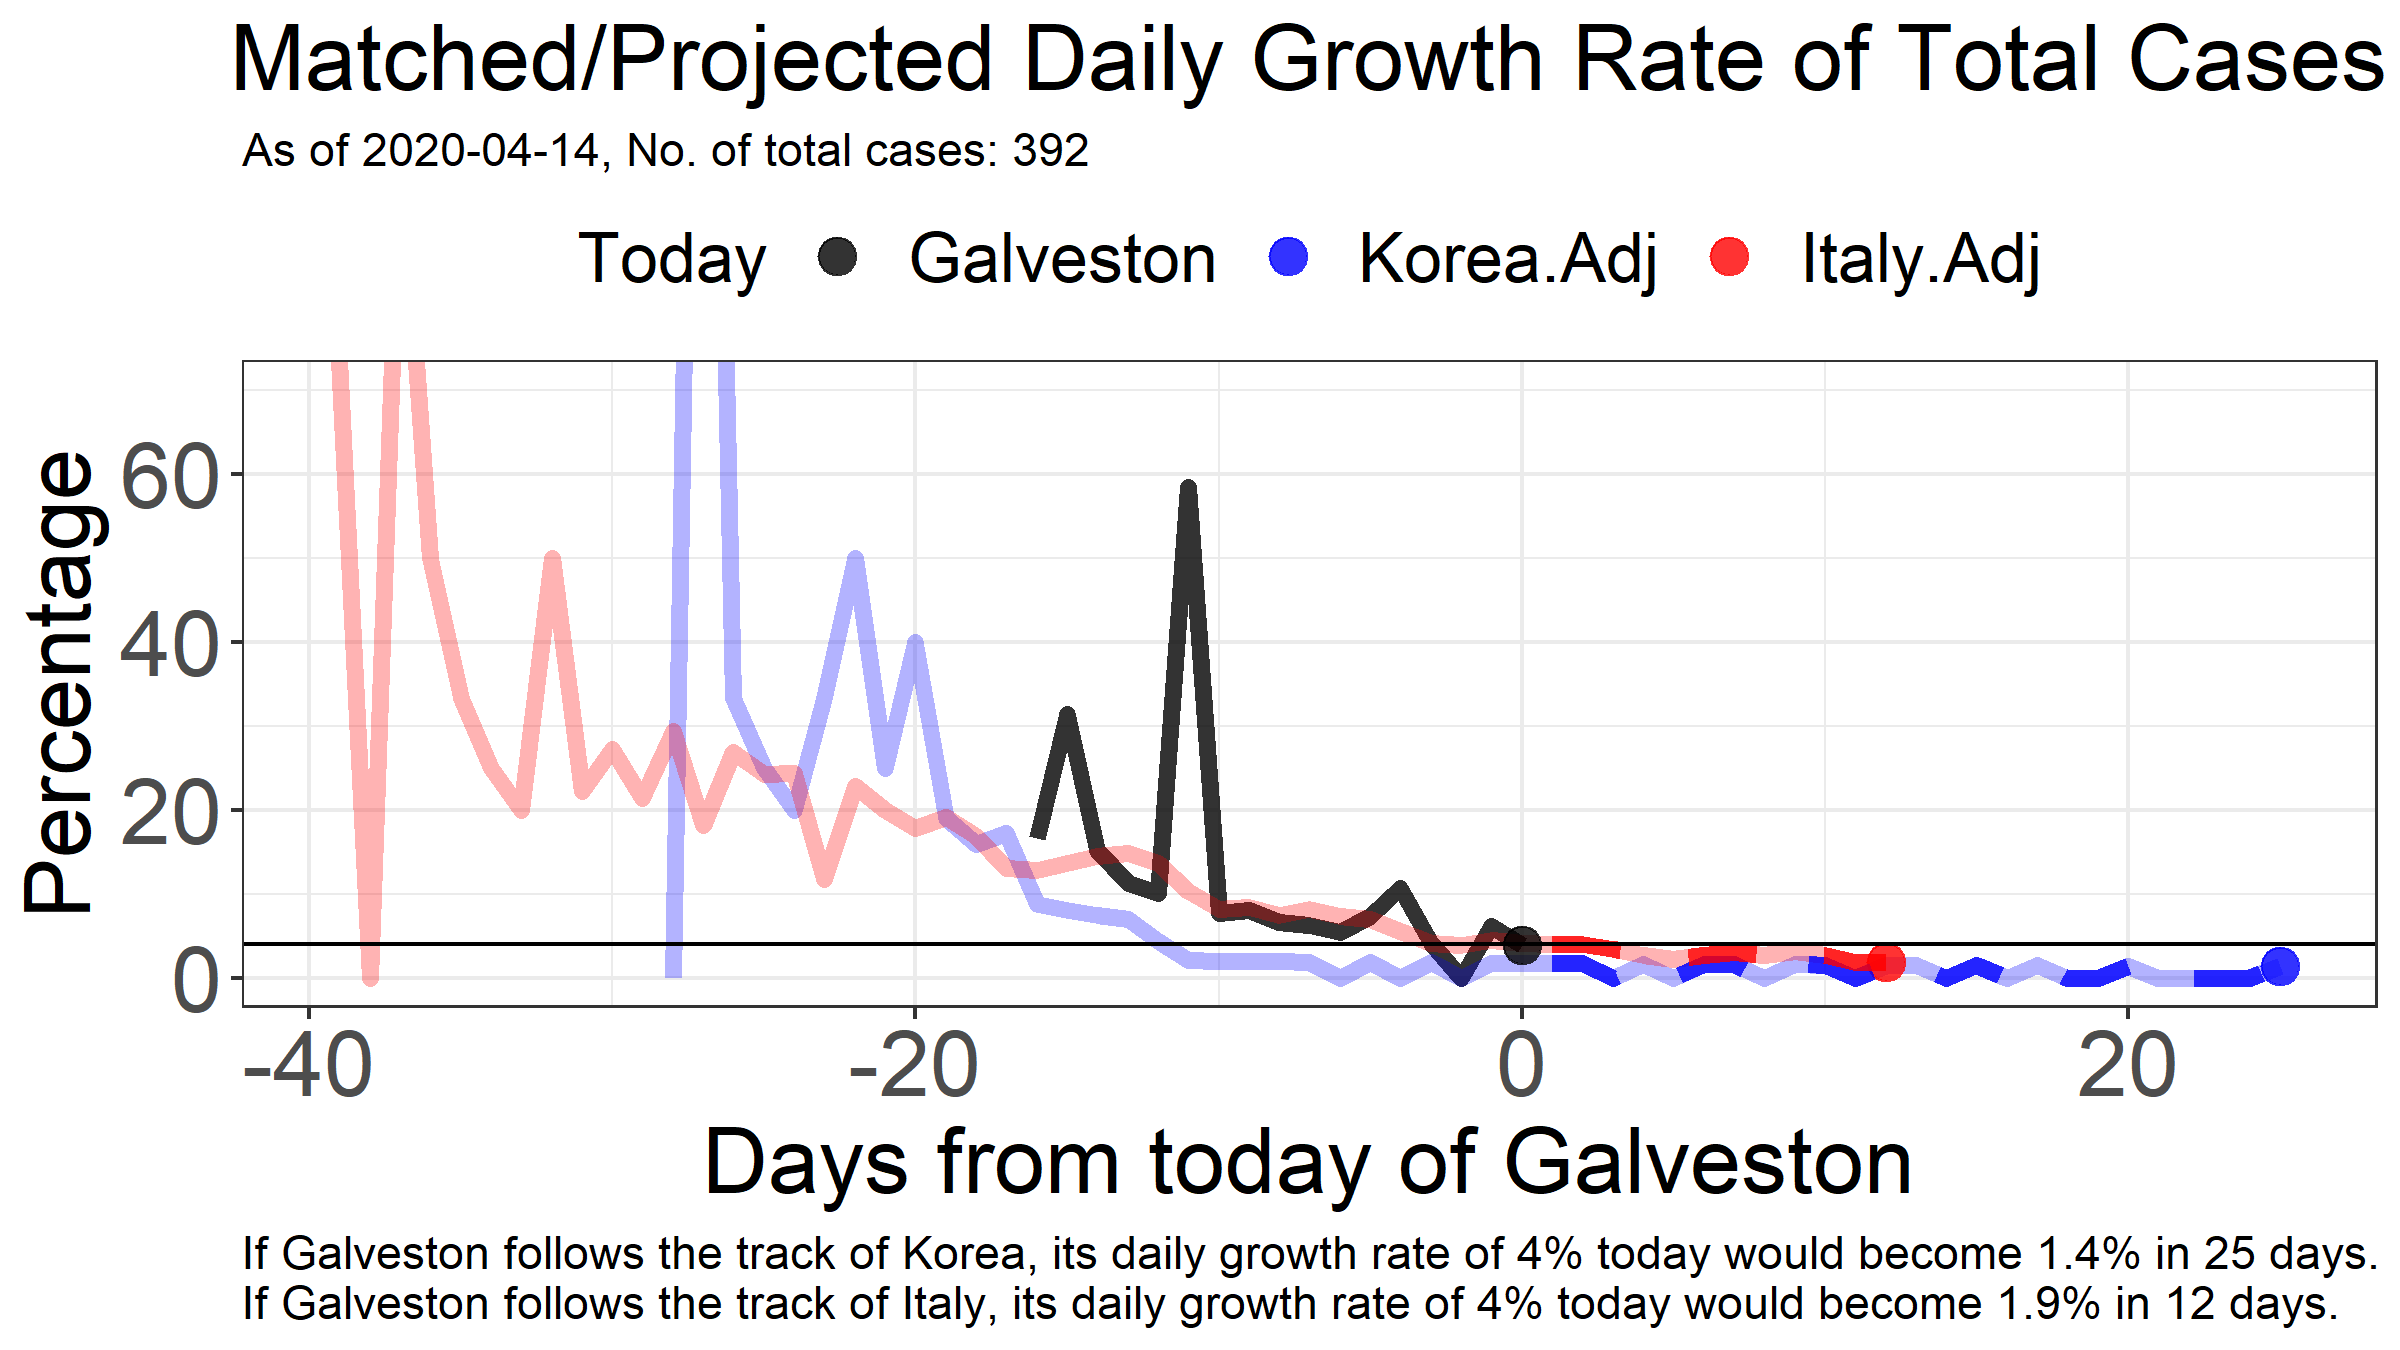 Matched/Projected Daily Growth Rate of Total Cases
As of 2020-04-14, No. of total cases: 392
Today Galveston Korea.Adj Italy.Adj
Percentage
60
40
20
0
-40 -20 0 20
Days from today of Galveston
If Galveston follows the track of Korea, its daily growth rate of 4% today would become 1.4% in 25 days.
If Galveston follows the track of Italy, its daily growth rate of 4% today would become 1.9% in 12 days.